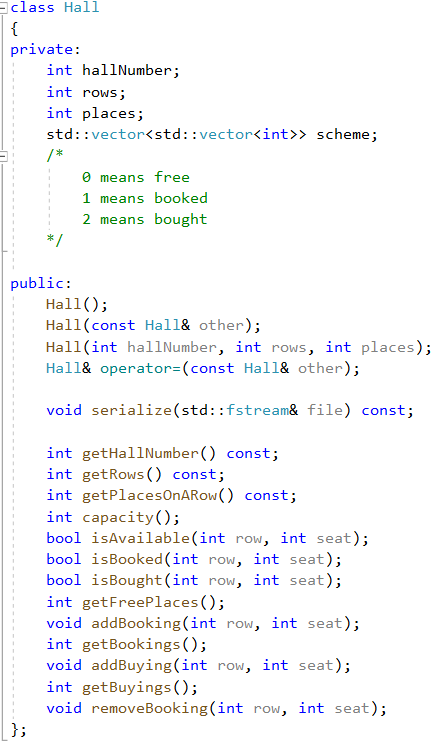 class Hall
{
private:
    int hallNumber;
    int rows;
    int places;
    std::vector<std::vector<int>> scheme;
    /*
        0 means free
        1 means booked
        2 means bought
    */

public:
    Hall();
    Hall(const Hall& other);
    Hall(int hallNumber, int rows, int places);
    Hall& operator=(const Hall& other);

    void serialize(std::fstream& file) const;

    int getHallNumber() const;
    int getRows() const;
    int getPlacesOnARow() const;
    int capacity();
    bool isAvailable(int row, int seat);
    bool isBooked(int row, int seat);
    bool isBought(int row, int seat);
    int getFreePlaces();
    void addBooking(int row, int seat);
    int getBookings();
    void addBuying(int row, int seat);
    int getBuyings();
    void removeBooking(int row, int seat);
};